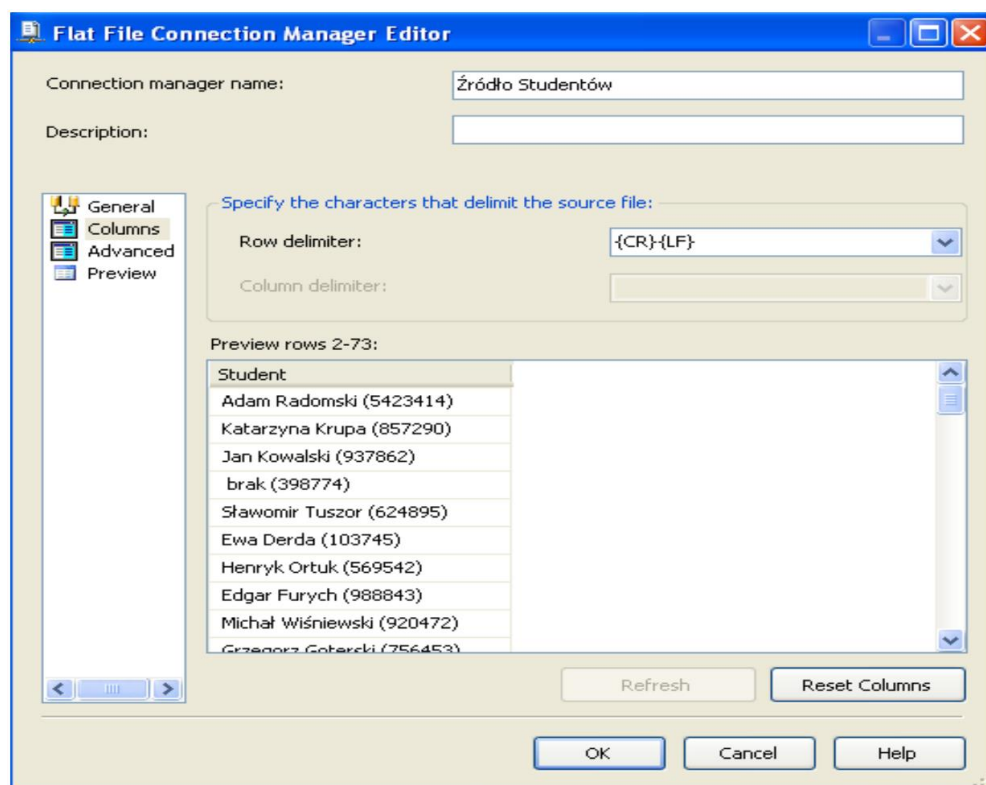 Flat File Connection Manager Editor
Connection manager name: Źródło Studentów
Description:
General
Columns
Advanced
Preview
Specify the characters that delimit the source file:
Row delimiter: {CR}{LF}
Column delimiter:
Preview rows 2-73:
Student
Adam Radomski (5423414)
Katarzyna Krupa (857290)
Jan Kowalski (937862)
brak (398774)
Sławomir Tuszor (624895)
Ewa Derda (103745)
Henryk Ortuk (569542)
Edgar Furych (988843)
Michał Wiśniewski (920472)
Grzegorz Goterski (756453)
Refresh
Reset Columns
OK
Cancel
Help